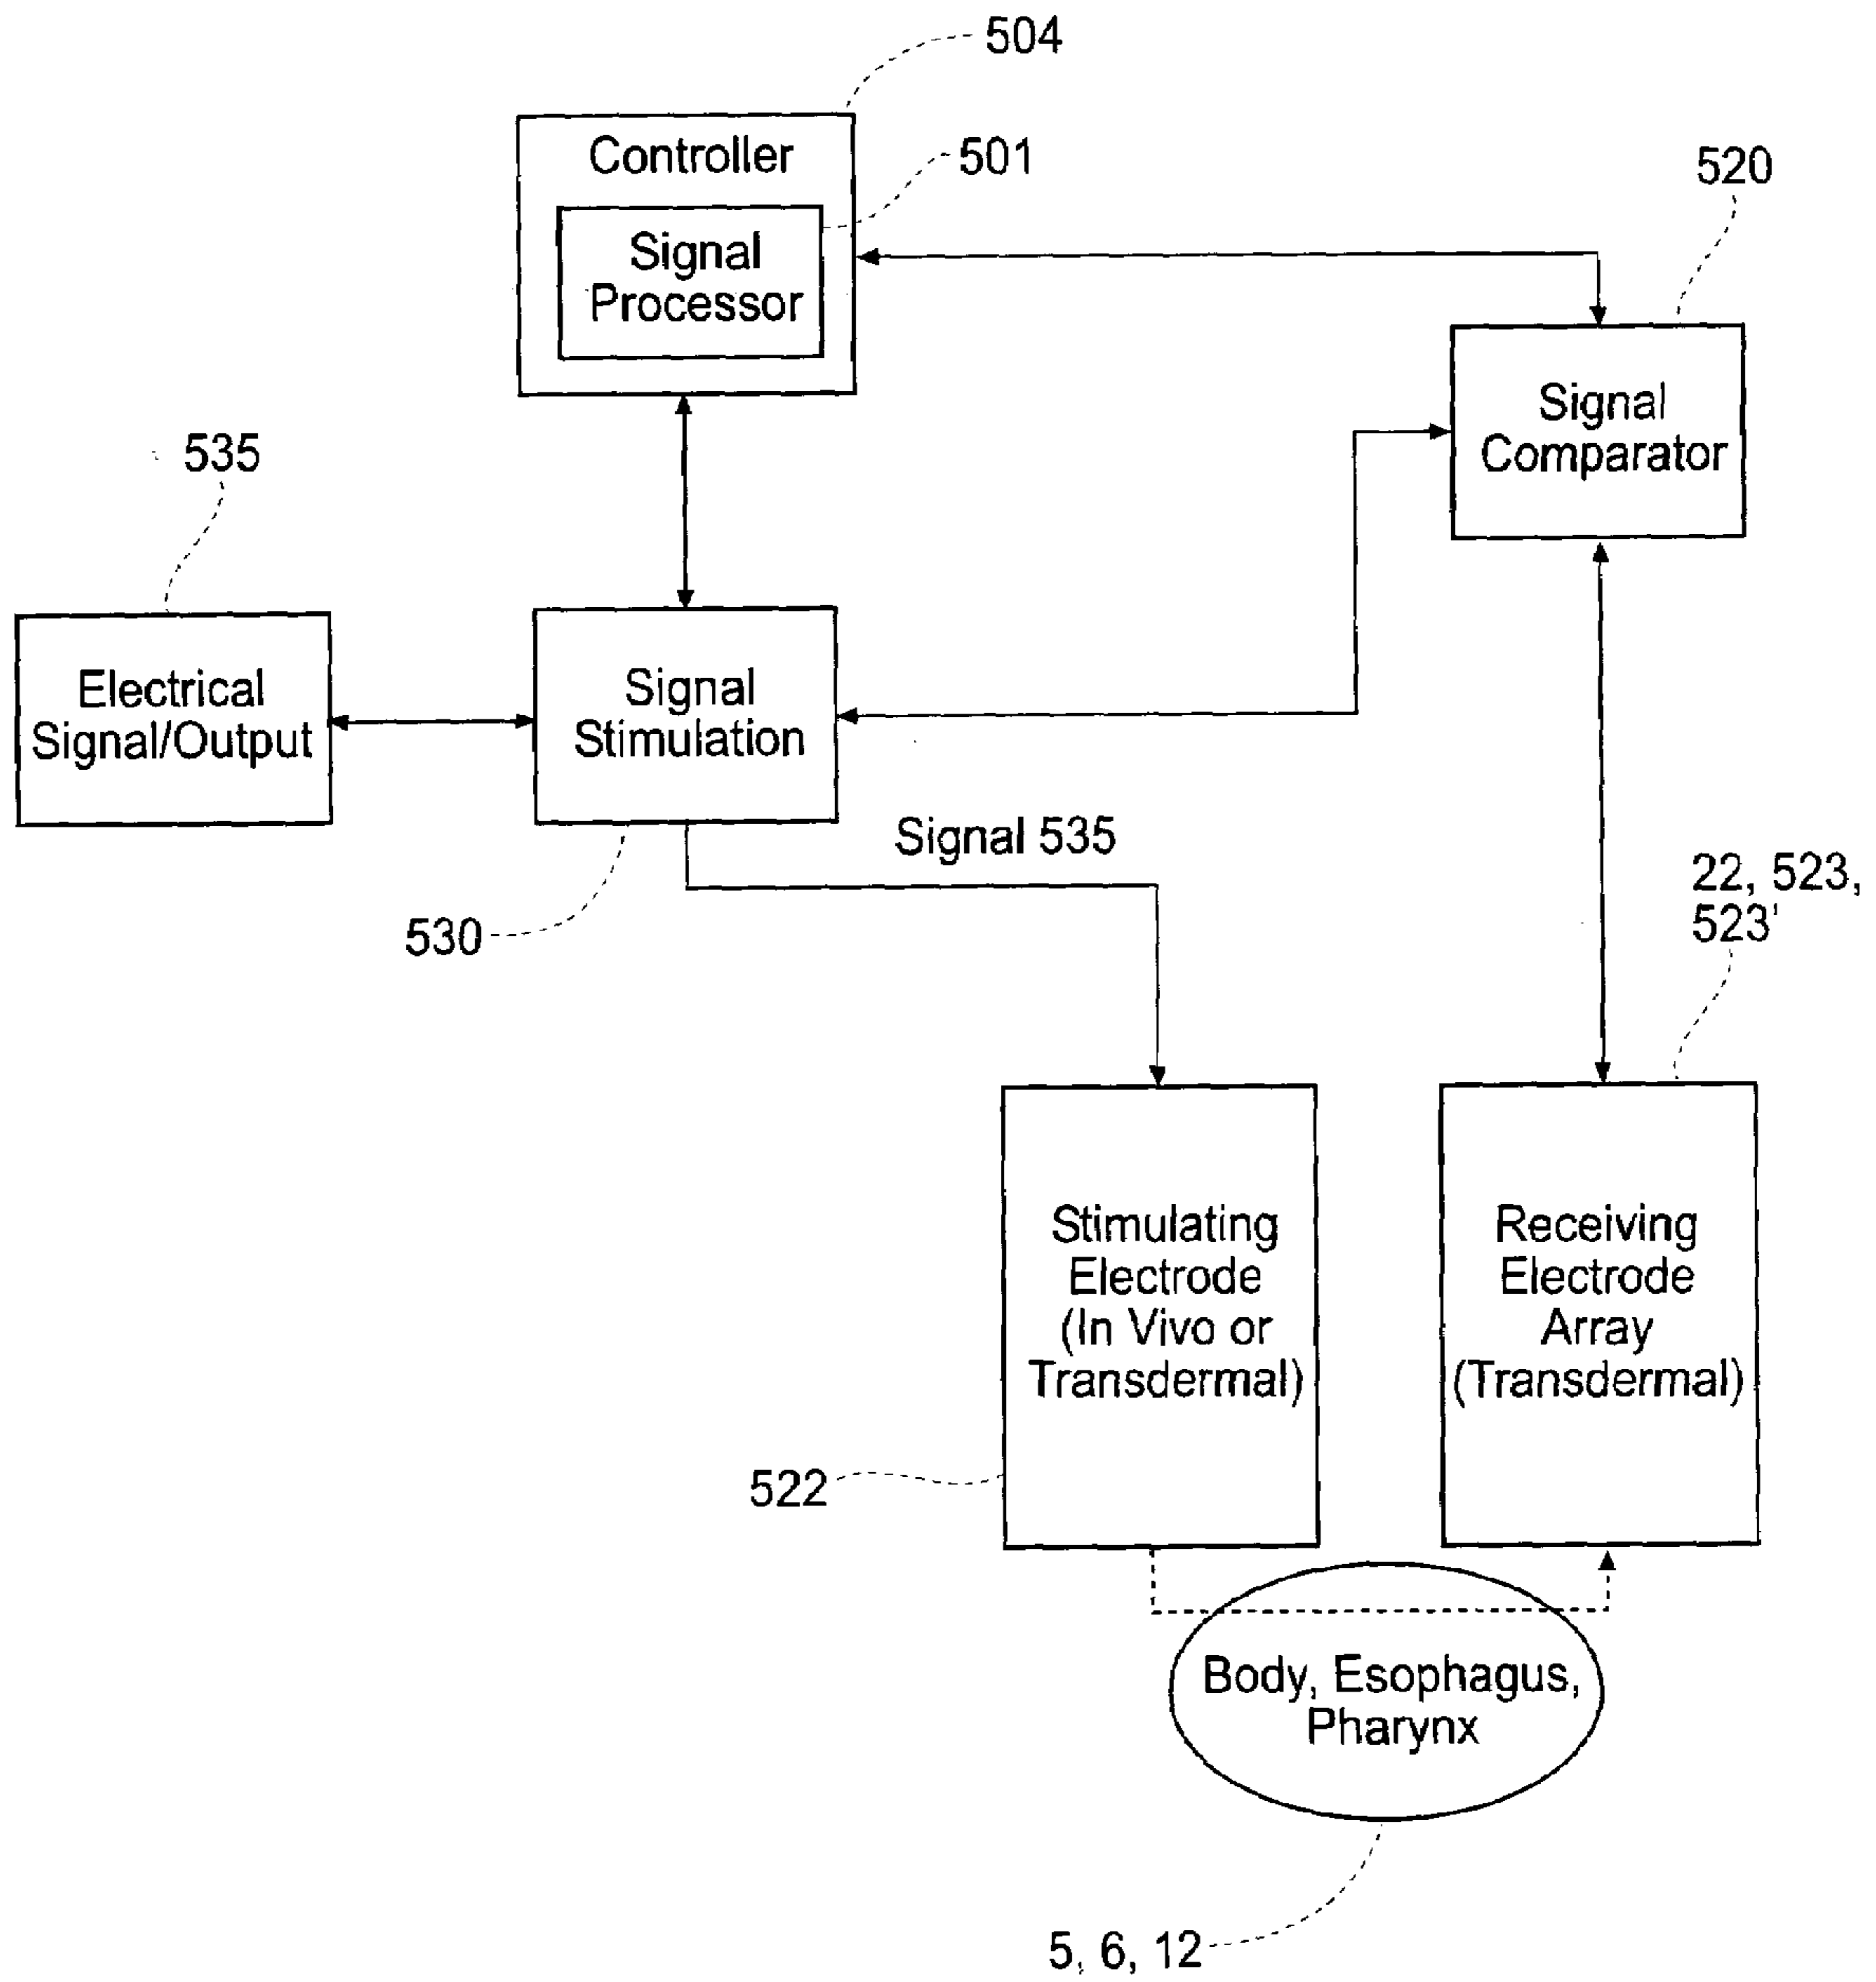 504
Controller
501
520
Signal
Processor
Signal
Comparator
535
Electrical
Signal/Output
Signal
Stimulation
Signal 535
530
22, 523,
523'
Stimulating
Electrode
(In Vivo or
Transdermal)
Receiving
Electrode
Array
(Transdermal)
522
Body, Esophagus,
Pharynx
5, 6, 12